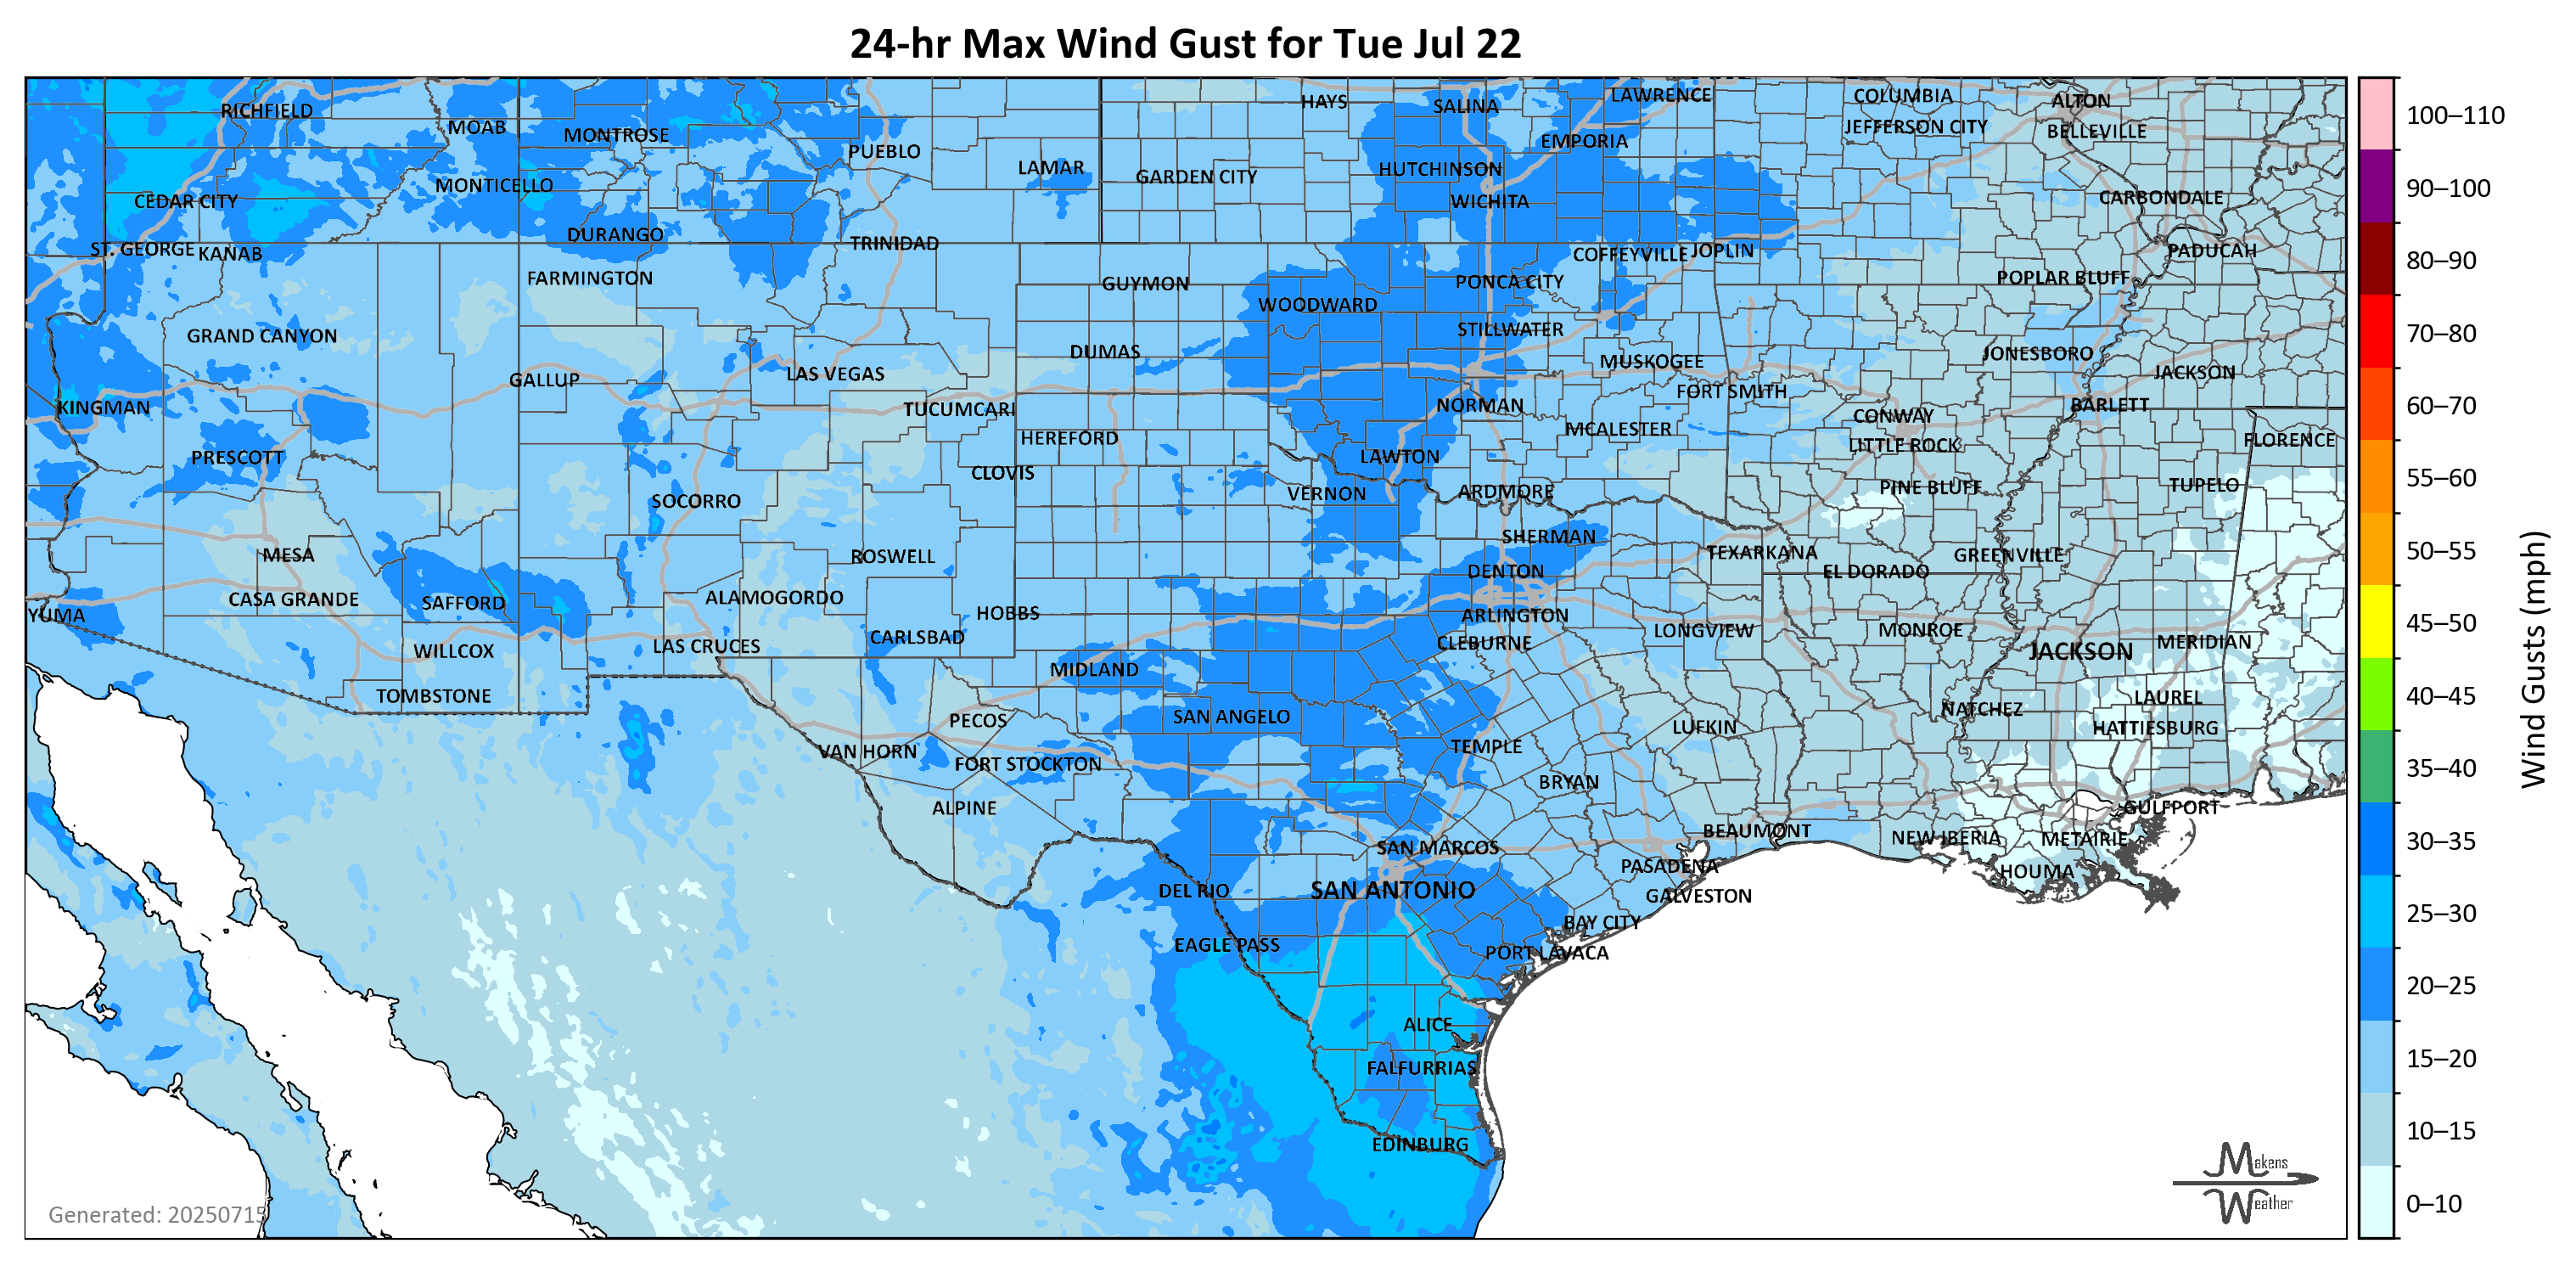 24-hr Max Wind Gust for Tue Jul 22
RICHFIELD
MOAB
MONTROSE
PUEBLO
LAMAR
HAYS
SALINA
LAWRENCE
COLUMBIA
ALTON
EMPORIA
JEFFERSON CITY
BELLEVILLE
MONTICELLO
GARDEN CITY
HUTCHINSON
CEDAR CITY
WICHITA
CARBONDALE
ST. GEORGE
KANAB
DURANGO
TRINIDAD
COFFEYVILLE
JOPLIN
PADUCAH
FARMINGTON
GUYMON
PONCA CITY
POPLAR BLUFF
WOODWARD
GRAND CANYON
STILLWATER
DUMAS
MUSKOGEE
JONESBORO
GALLUP
LAS VEGAS
FORT SMITH
JACKSON
KINGMAN
TUCUMCARI
NORMAN
CONWAY
BARLETT
HEREFORD
MCALESTER
LITTLE ROCK
FLORENCE
PRESCOTT
CLOVIS
LAWTON
SOCORRO
VERNON
ARDMORE
PINE BLUFF
TUPELO
MESA
ROSWELL
SHERMAN
TEXARKANA
GREENVILLE
CASA GRANDE
SAFFORD
ALAMOGORDO
DENTON
EL DORADO
YUMA
HOBBS
ARLINGTON
WILLCOX
LAS CRUCES
CARLSBAD
CLEBURNE
LONGVIEW
MONROE
JACKSON
MERIDIAN
TOMBSTONE
MIDLAND
LAUREL
PECOS
SAN ANGELO
LUFKIN
NATCHEZ
HATTIESBURG
VAN HORN
FORT STOCKTON
TEMPLE
ALPINE
BRYAN
GULFPORT
SAN MARCOS
BEAUMONT
NEW IBERIA
METAIRIE
DEL RIO
SAN ANTONIO
PASADENA
HOUMA
GALVESTON
EAGLE PASS
BAY CITY
PORT LAVACA
ALICE
FALFURRIAS
EDINBURG
Generated: 20250715
Makens
Weather
100–110
90–100
80–90
70–80
60–70
55–60
50–55
45–50
40–45
35–40
30–35
25–30
20–25
15–20
10–15
0–10
Wind Gusts (mph)